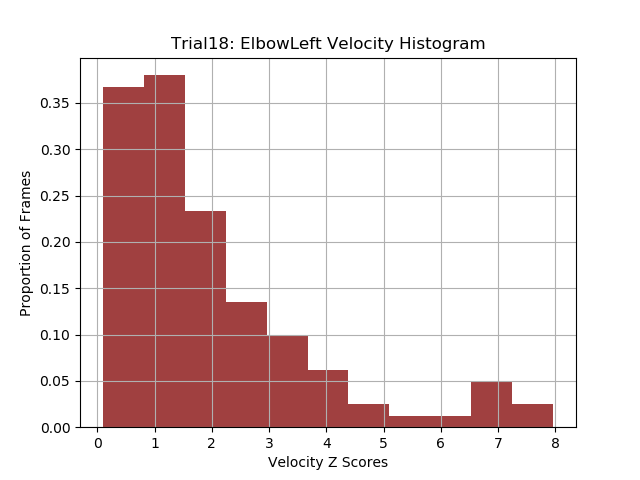 Trial18: ElbowLeft Velocity Histogram
Proportion of Frames
0.35
0.30
0.25
0.20
0.15
0.10
0.05
0.00
0 1 2 3 4 5 6 7 8
Velocity Z Scores